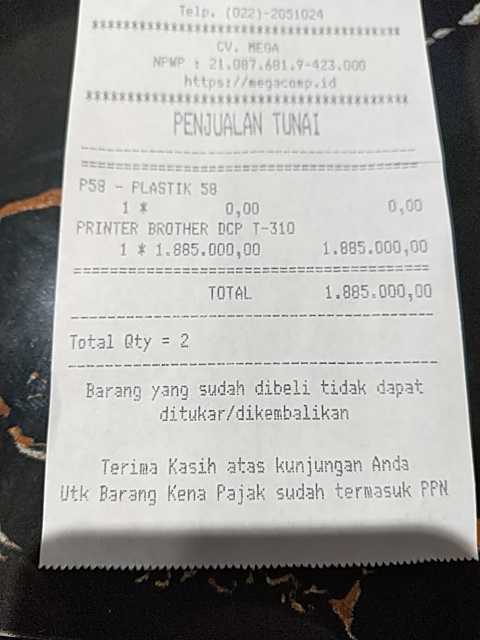 Telp. (022)-2051024
****************************************
CV. MEGA
NPWP : 21.087.681.9-423.000
https://megacomp.id
****************************************
PENJUALAN TUNAI
----------------------------------------
========================================
P58 - PLASTIK 58
1 * 0,00 0,00
PRINTER BROTHER DCP T-310
1 * 1.885.000,00 1.885.000,00
========================================
TOTAL 1.885.000,00
----------------------------------------
Total Qty = 2
----------------------------------------
Barang yang sudah dibeli tidak dapat
ditukar/dikembalikan
Terima Kasih atas kunjungan Anda
Utk Barang Kena Pajak sudah termasuk PPN